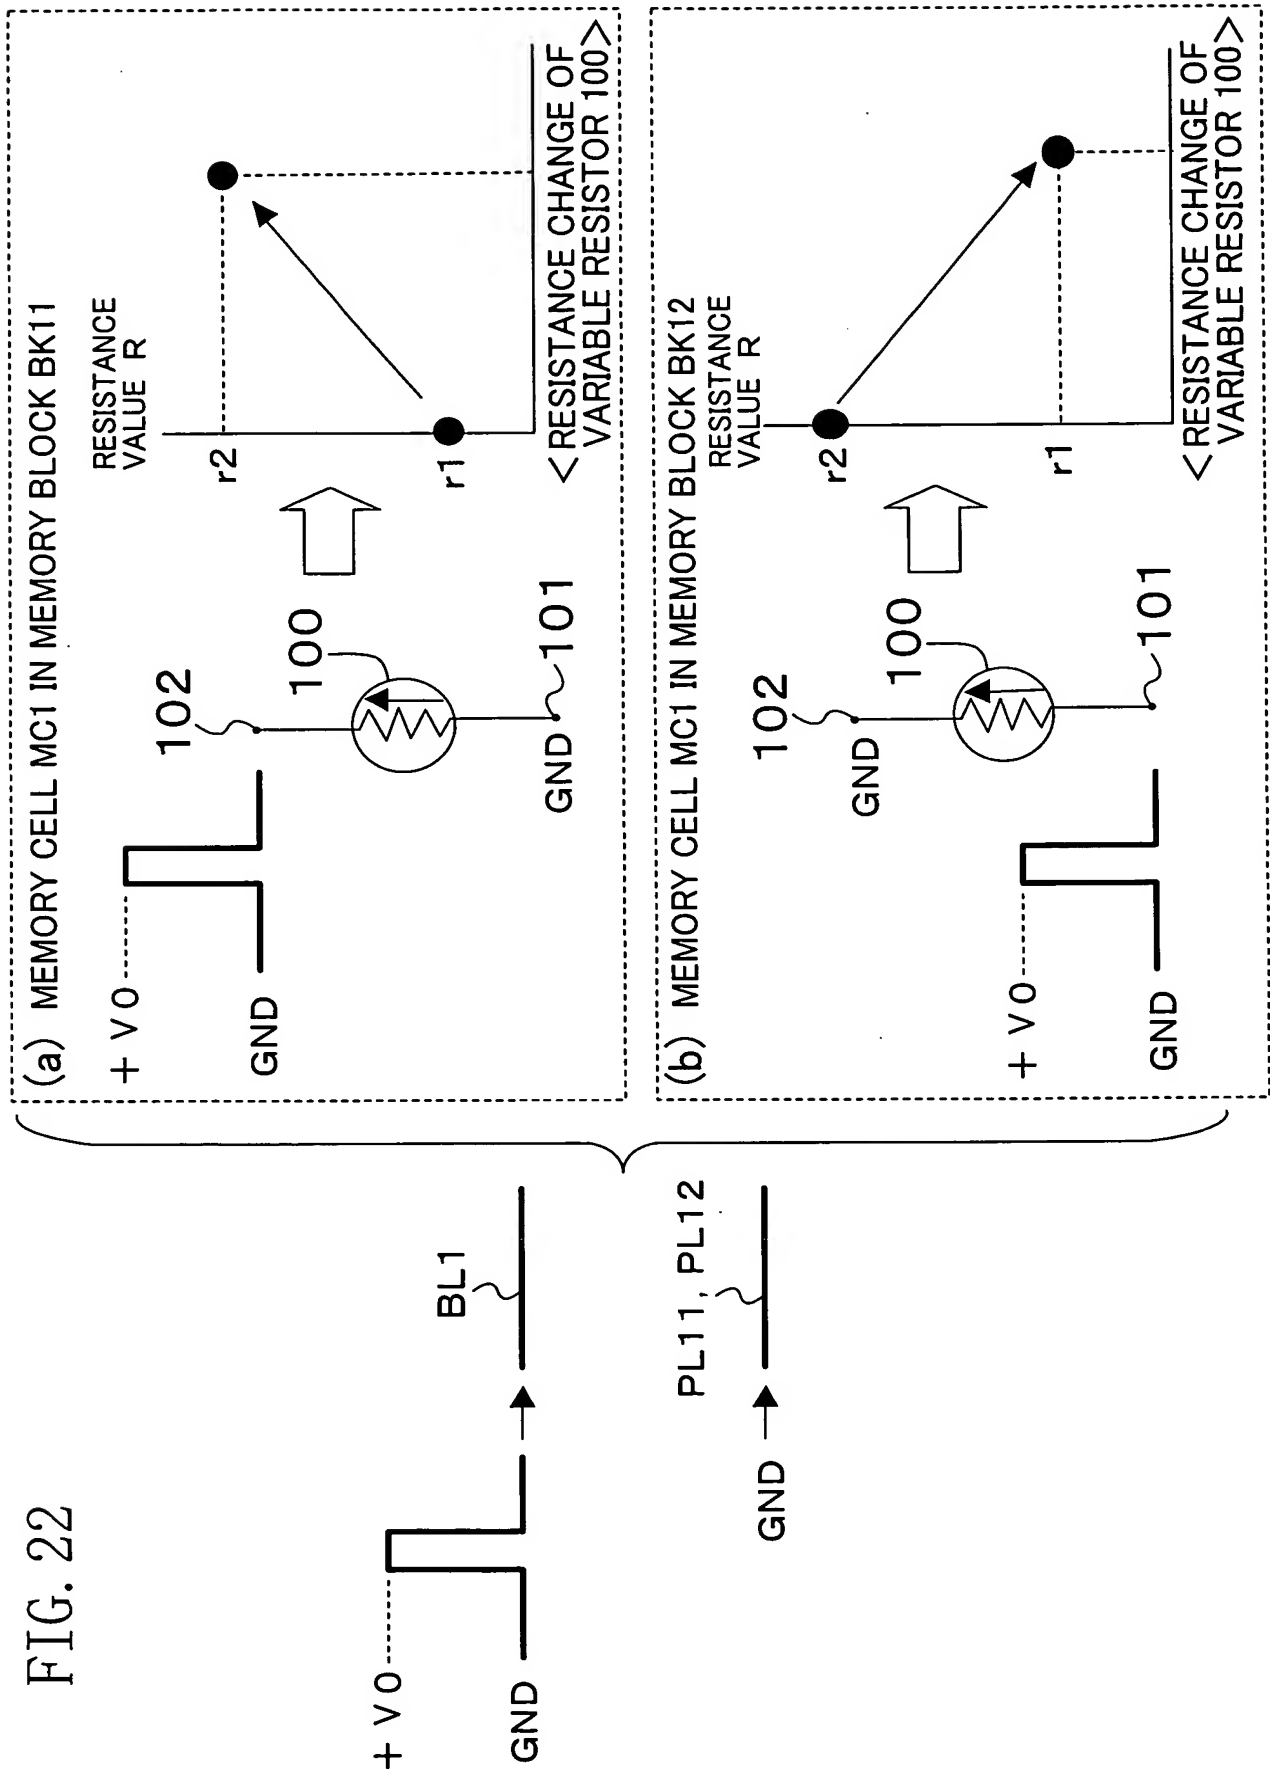 FIG. 22
+V0
GND
BL1
GND
PL11, PL12
(a) MEMORY CELL MC1 IN MEMORY BLOCK BK11
+V0
GND
102
100
GND
101
RESISTANCE
VALUE R
r2
r1
<RESISTANCE CHANGE OF
VARIABLE RESISTOR 100>
(b) MEMORY CELL MC1 IN MEMORY BLOCK BK12
+V0
GND
102
GND
100
101
RESISTANCE
VALUE R
r2
r1
<RESISTANCE CHANGE OF
VARIABLE RESISTOR 100>